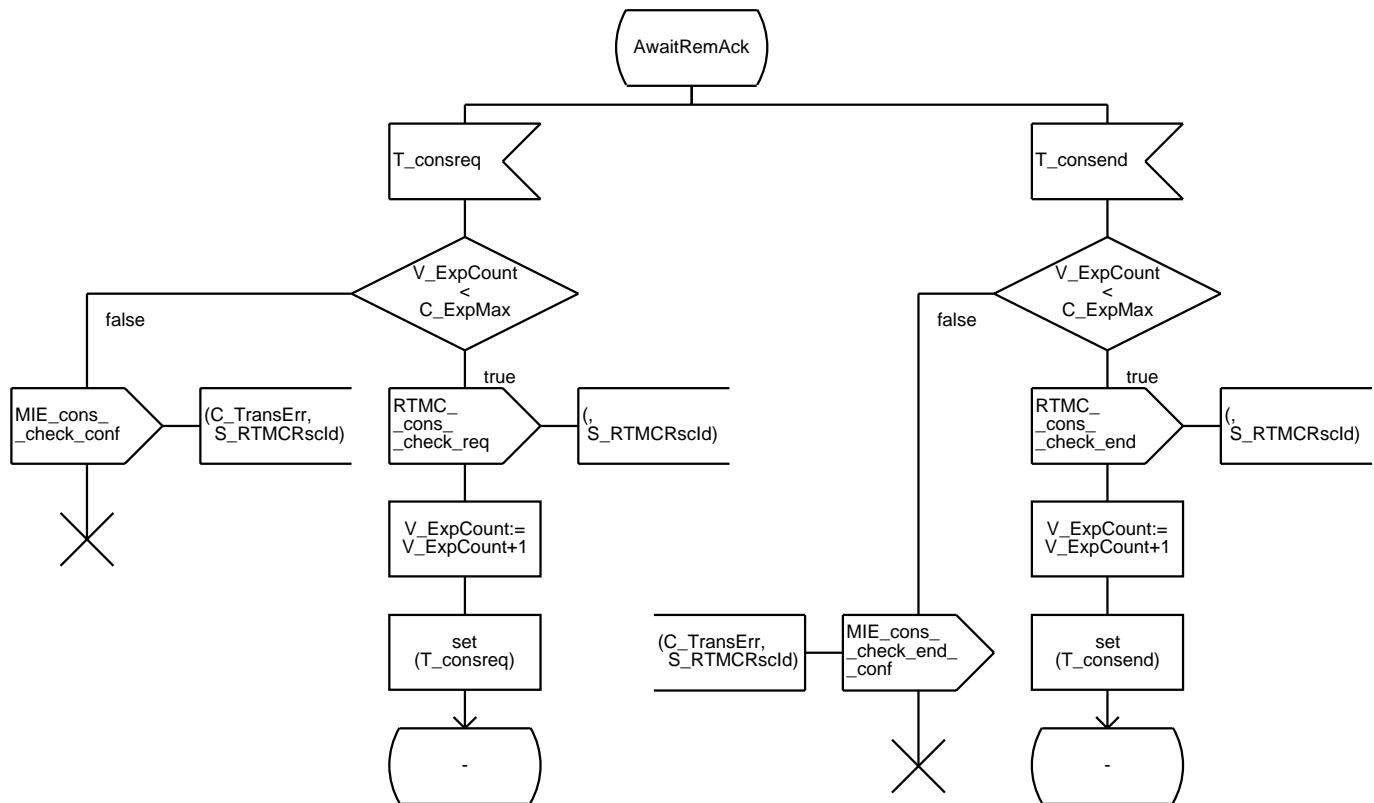 AwaitRemAck
T_consreq
T_consend
V_ExpCount
<
C_ExpMax
false
true
V_ExpCount
<
C_ExpMax
false
true
MIE_cons_
_check_conf
(C_TransErr,
S_RTMCRscId)
RTMC_
_cons_
_check_req
(,
S_RTMCRscId)
RTMC_
_cons_
_check_end
(,
S_RTMCRscId)
V_ExpCount:=
V_ExpCount+1
V_ExpCount:=
V_ExpCount+1
set
(T_consreq)
(C_TransErr,
S_RTMCRscId)
MIE_cons_
_check_end_
_conf
set
(T_consend)
-
-